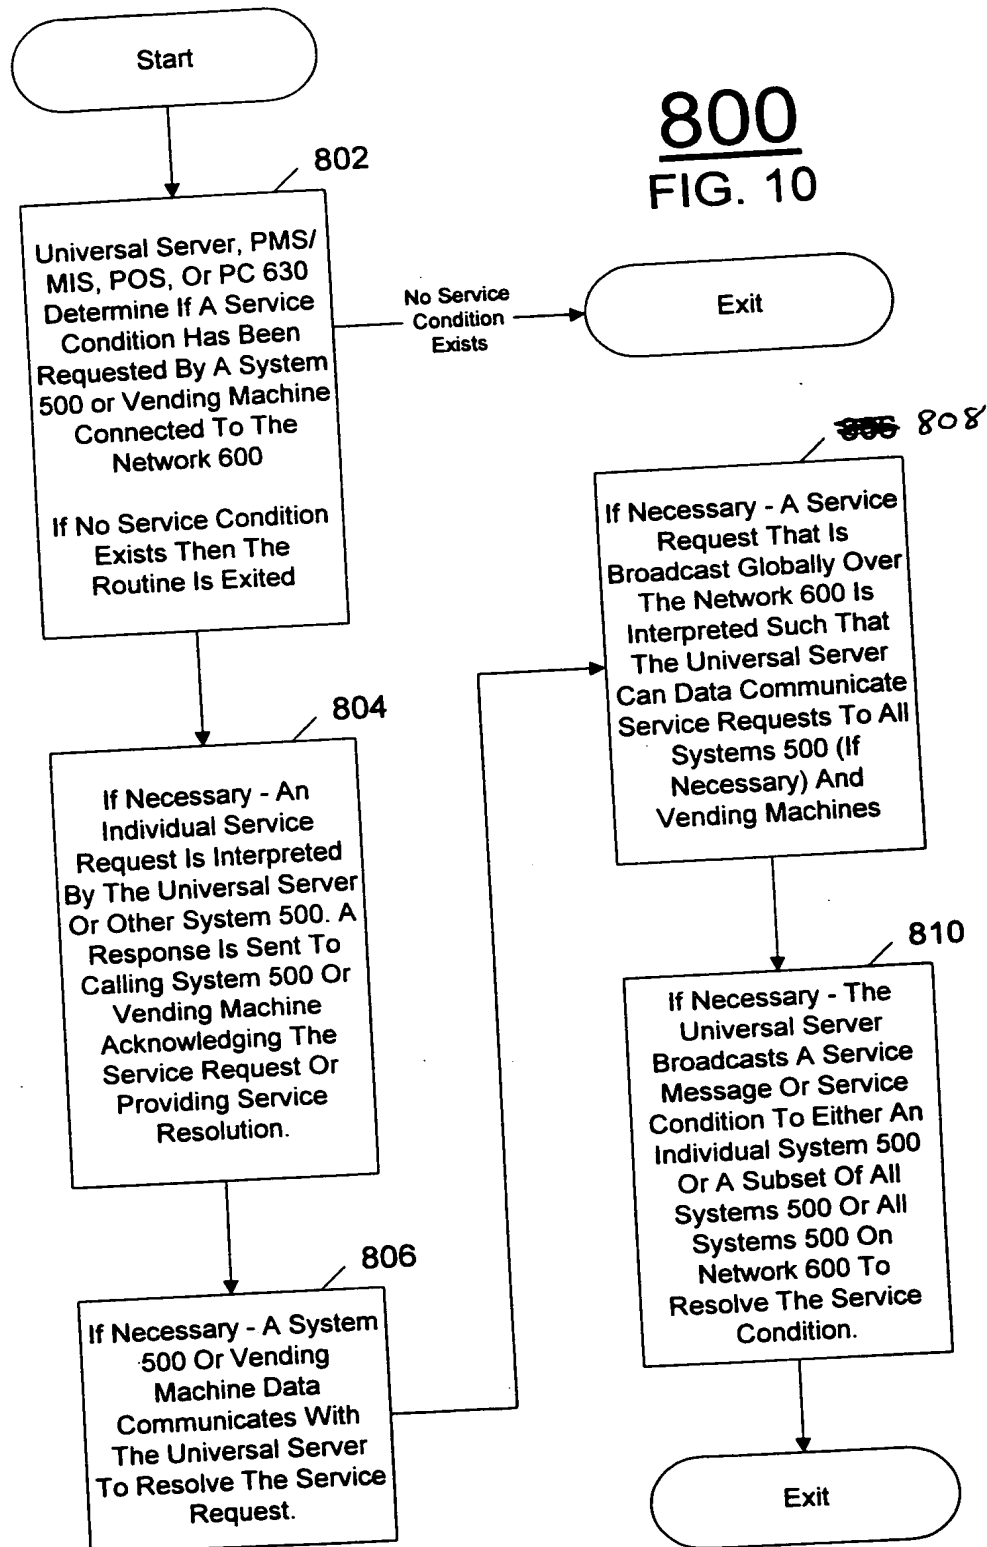 Start
800
FIG. 10
802
Universal Server, PMS/
MIS, POS, Or PC 630
Determine If A Service
Condition Has Been
Requested By A System
500 or Vending Machine
Connected To The
Network 600
If No Service Condition
Exists Then The
Routine Is Exited
No Service
Condition
Exists
Exit
804
If Necessary - An
Individual Service
Request Is Interpreted
By The Universal Server
Or Other System 500. A
Response Is Sent To
Calling System 500 Or
Vending Machine
Acknowledging The
Service Request Or
Providing Service
Resolution.
806
If Necessary - A System
500 Or Vending
Machine Data
Communicates With
The Universal Server
To Resolve The Service
Request.
808
If Necessary - A Service
Request That Is
Broadcast Globally Over
The Network 600 Is
Interpreted Such That
The Universal Server
Can Data Communicate
Service Requests To All
Systems 500 (If
Necessary) And
Vending Machines
810
If Necessary - The
Universal Server
Broadcasts A Service
Message Or Service
Condition To Either An
Individual System 500
Or A Subset Of All
Systems 500 Or All
Systems 500 On
Network 600 To
Resolve The Service
Condition.
Exit